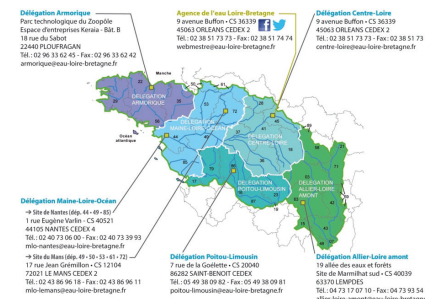 Délégation Armorique
Parc technologique du Zoopôle
Espace d'entreprises Keraia - Bât. B
18 rue du Sabot
22440 PLOUFRAGAN
Tél. : 02 96 33 62 45 - Fax : 02 96 33 62 42
armorique@eau-loire-bretagne.fr
Agence de l'eau Loire-Bretagne
9 avenue Buffon • CS 36339
45063 ORLEANS CEDEX 2
Tél. : 02 38 51 73 73 - Fax : 02 38 51 74 74
webmestre@eau-loire-bretagne.fr
Délégation Centre-Loire
9 avenue Buffon • CS 36339
45063 ORLEANS CEDEX 2
Tél. : 02 38 51 73 73 - Fax : 02 38 51
centre-loire@eau-loire-bretagne.fr
Manche
Océan
atlantique
DÉLÉGATION
ARMORIQUE
DÉLÉGATION
MAINE-LOIRE-OCÉAN
DÉLÉGATION
CENTRE-LOIRE
DÉLÉGATION
POITOU-LIMOUSIN
DÉLÉGATION
ALLIER-LOIRE
AMONT
Délégation Maine-Loire-Océan
→ Site de Nantes (dép. 44 • 49 • 85)
1 rue Eugène Varlin - CS 40521
44105 NANTES CEDEX 4
Tél. : 02 40 73 06 00 - Fax : 02 40 73 39 93
mlo-nantes@eau-loire-bretagne.fr
→ Site du Mans (dép. 49 • 50 • 53 • 61 • 72)
17 rue Jean Grémillon • CS 12104
72021 LE MANS CEDEX 2
Tél. : 02 43 86 96 18 - Fax : 02 43 86 96 11
mlo-lemans@eau-loire-bretagne.fr
Délégation Poitou-Limousin
7 rue de la Goëlette • CS 20040
86282 SAINT-BENOIT CEDEX
Tél. : 05 49 38 09 82 - Fax : 05 49 38 09 81
poitou-limousin@eau-loire-bretagne.fr
Délégation Allier-Loire amont
19 allée des eaux et forêts
Site de Marmilhat sud • CS 40039
63370 LEMPDES
Tél. : 04 73 17 07 10 - Fax : 04 73 93 54
allier-loire-amont@eau-loire-bretagne